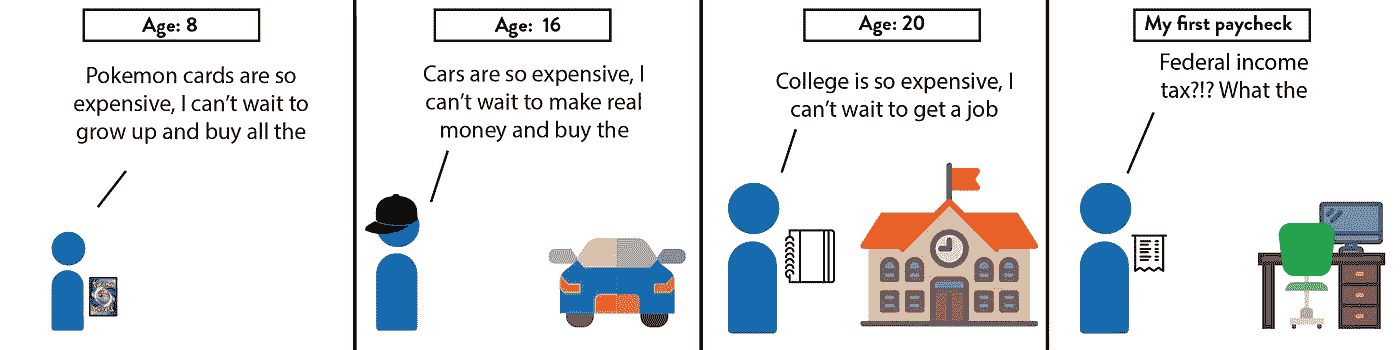 Age: 8
Pokemon cards are so
expensive, I can't wait to
grow up and buy all the
Age: 16
Cars are so expensive, I
can't wait to make real
money and buy the
Age: 20
College is so expensive, I
can't wait to get a job
My first paycheck
Federal income
tax?!? What the